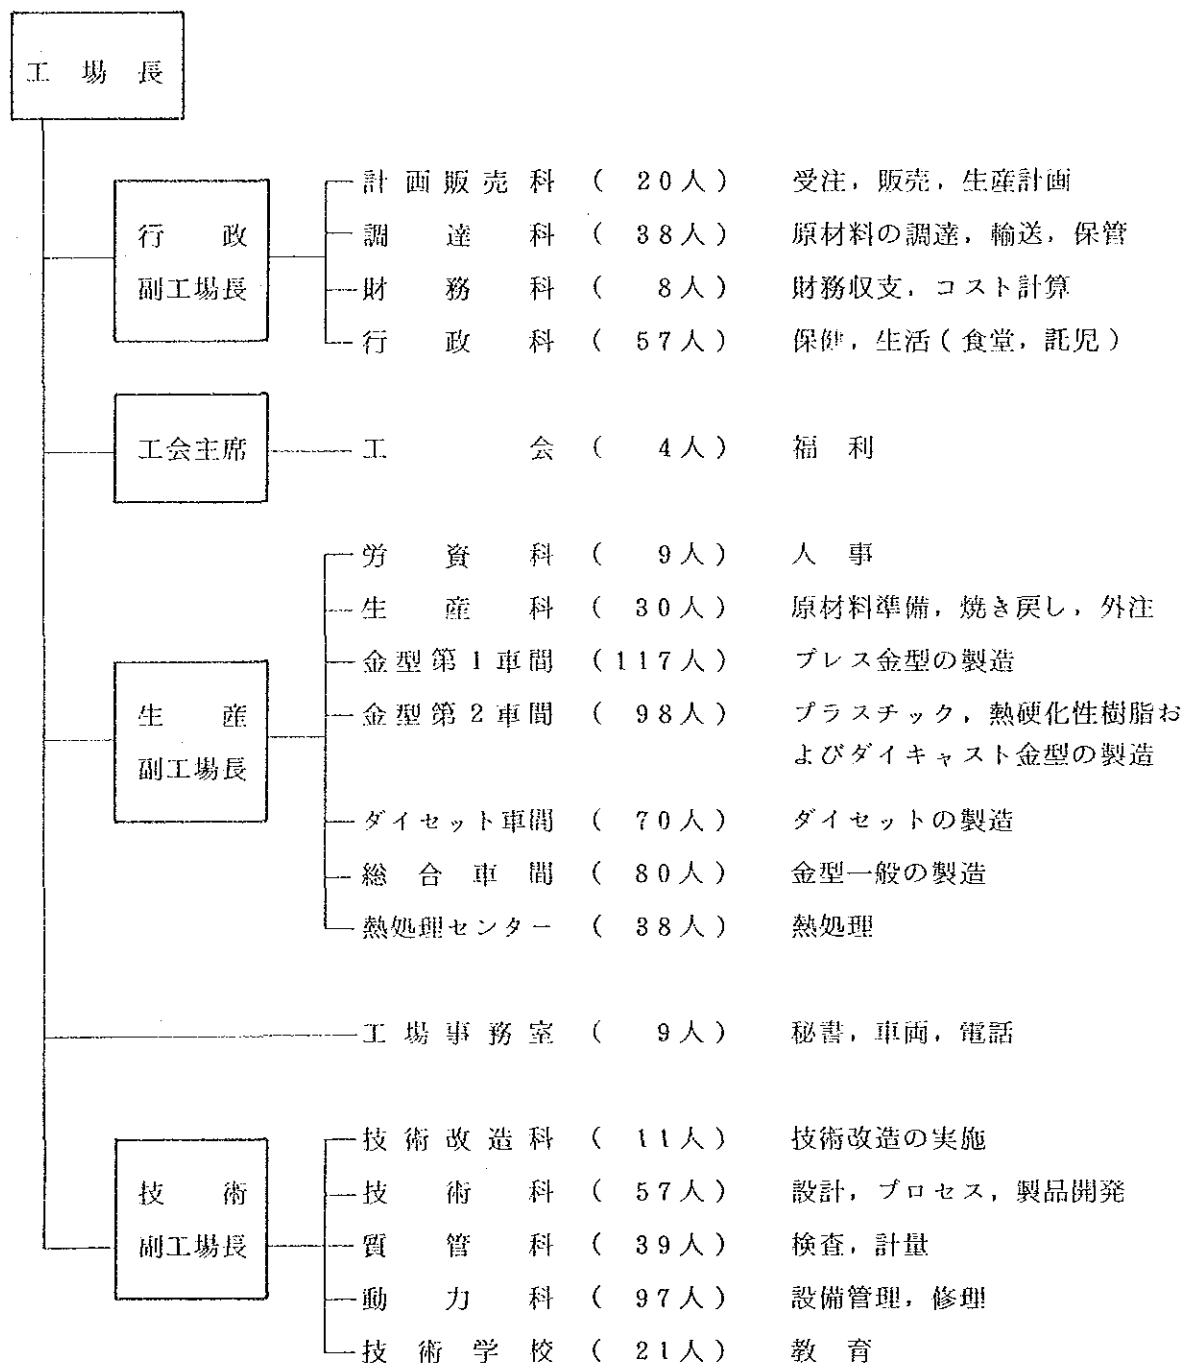 工場長
計画販売科 ( 20人 ) 受注，販売，生産計画
行政 調達科 ( 38人 ) 原材料の調達，輸送，保管
副工場長 財務科 ( 8人 ) 財務収支，コスト計算
行政科 ( 57人 ) 保健，生活 ( 食堂，託児 )
工会主席 工会 ( 4人 ) 福利
労資科 ( 9人 ) 人事
生産科 ( 30人 ) 原材料準備，焼き戻し，外注
金型第1車間 ( 117人 ) プレス金型の製造
生産 金型第2車間 ( 98人 ) プラスチック，熱硬化性樹脂お
副工場長 よびダイキャスト金型の製造
ダイセット車間 ( 70人 ) ダイセットの製造
総合車間 ( 80人 ) 金型一般の製造
熱処理センター ( 38人 ) 熱処理
工場事務室 ( 9人 ) 秘書，車両，電話
技術改造科 ( 11人 ) 技術改造の実施
技術 技術科 ( 57人 ) 設計，プロセス，製品開発
副工場長 質管科 ( 39人 ) 検査，計量
動力科 ( 97人 ) 設備管理，修理
技術学校 ( 21人 ) 教育